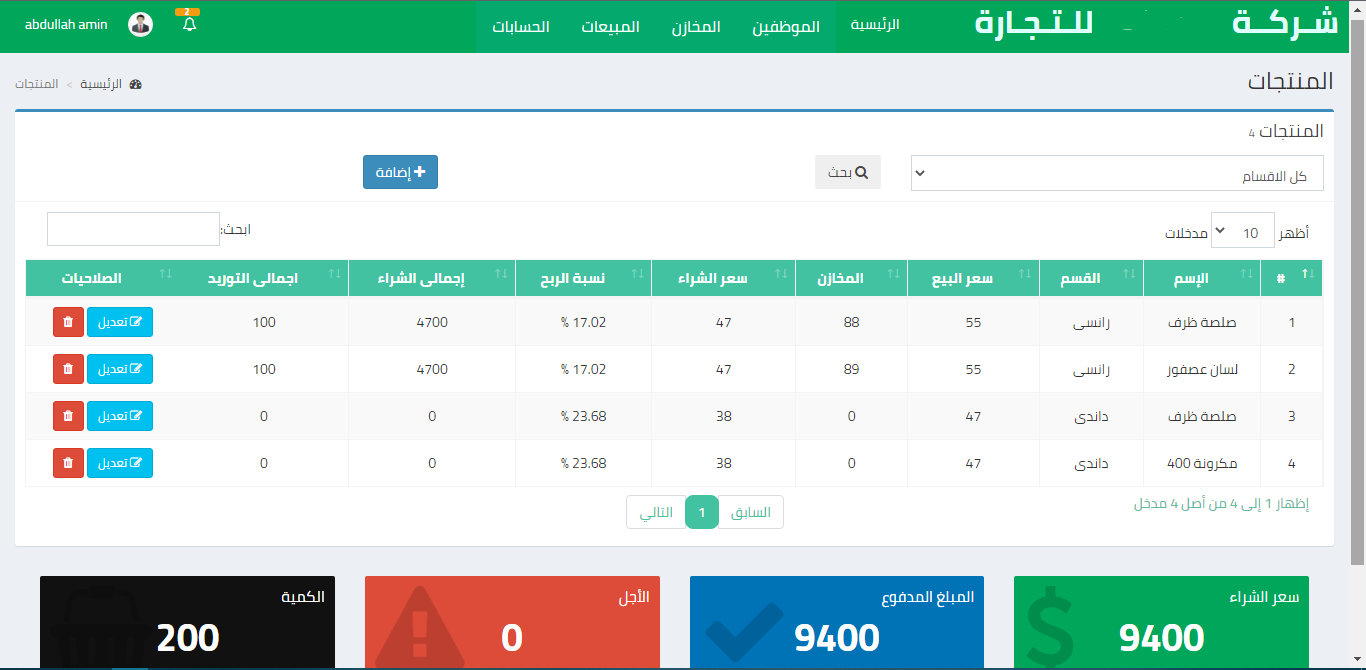 شركة للتجارة الرئيسية الموظفين المخازن المبيعات الحسابات 2 abdullah amin
المنتجات
الرئيسية > المنتجات
المنتجات 4
كل الاقسام بحث إضافة
أظهر 10 مدخلات ابحث:
# الإسم القسم سعر البيع المخازن سعر الشراء نسبة الربح إجمالى الشراء اجمالى التوريد الصلاحيات
1 صلصة ظرف رانسى 55 88 47 17.02 % 4700 100 تعديل
2 لسان عصفور رانسى 55 89 47 17.02 % 4700 100 تعديل
3 صلصة ظرف داندى 47 0 38 23.68 % 0 0 تعديل
4 مكرونة 400 داندى 47 0 38 23.68 % 0 0 تعديل
إظهار 1 إلى 4 من أصل 4 مدخل
السابق 1 التالي
سعر الشراء
9400
المبلغ المدفوع
9400
الأجل
0
الكمية
200